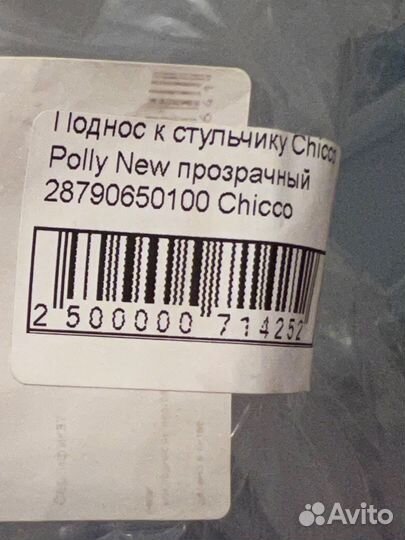 Поднос к стульчику Chicco
Polly New прозрачный
28790650100 Chicco
2 500000 714252
Avito